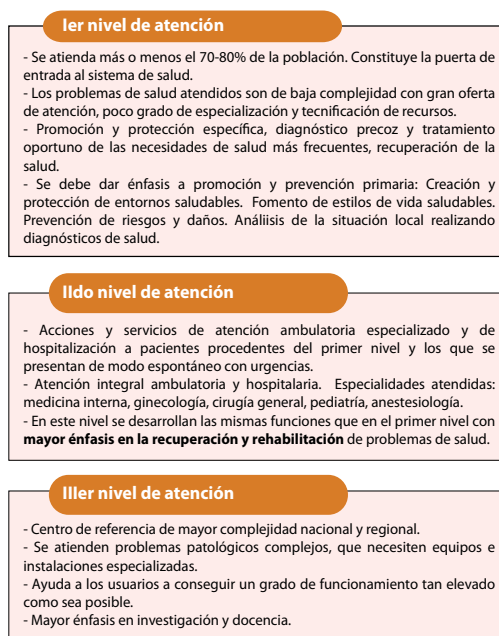 Ier nivel de atención
- Se atienda más o menos el 70-80% de la población. Constituye la puerta de
entrada al sistema de salud.
- Los problemas de salud atendidos son de baja complejidad con gran oferta
de atención, poco grado de especialización y tecnificación de recursos.
- Promoción y protección específica, diagnóstico precoz y tratamiento
oportuno de las necesidades de salud más frecuentes, recuperación de la
salud.
- Se debe dar énfasis a promoción y prevención primaria: Creación y
protección de entornos saludables. Fomento de estilos de vida saludables.
Prevención de riesgos y daños. Análiisis de la situación local realizando
diagnósticos de salud.
IIdo nivel de atención
- Acciones y servicios de atención ambulatoria especializado y de
hospitalización a pacientes procedentes del primer nivel y los que se
presentan de modo espontáneo con urgencias.
- Atención integral ambulatoria y hospitalaria. Especialidades atendidas:
medicina interna, ginecología, cirugía general, pediatría, anestesiología.
- En este nivel se desarrollan las mismas funciones que en el primer nivel con
mayor énfasis en la recuperación y rehabilitación de problemas de salud.
IIIer nivel de atención
- Centro de referencia de mayor complejidad nacional y regional.
- Se atienden problemas patológicos complejos, que necesiten equipos e
instalaciones especializadas.
- Ayuda a los usuarios a conseguir un grado de funcionamiento tan elevado
como sea posible.
- Mayor énfasis en investigación y docencia.